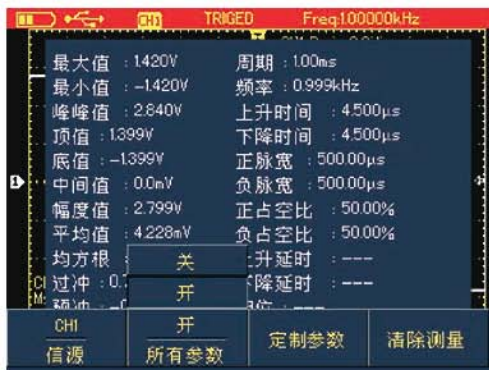 CH1 TRIGED Freq:1.00000kHz
最大值 : 1.420V 周期 : 1.00ms
最小值 : -1.420V 频率 : 0.999kHz
峰峰值 : 2.840V 上升时间 : 4.500μs
顶值 : 1.399V 下降时间 : 4.500μs
底值 : -1.399V 正脉宽 : 500.00μs
中间值 : 0.0mV 负脉宽 : 500.00μs
幅度值 : 2.799V 正占空比 : 50.00%
平均值 : 4.228mV 负占空比 : 50.00%
均方根 : 关 升延时 : ---
过冲 : 0. 开 降延时 : ---
CH1 开 定制参数 清除测量
信源 所有参数